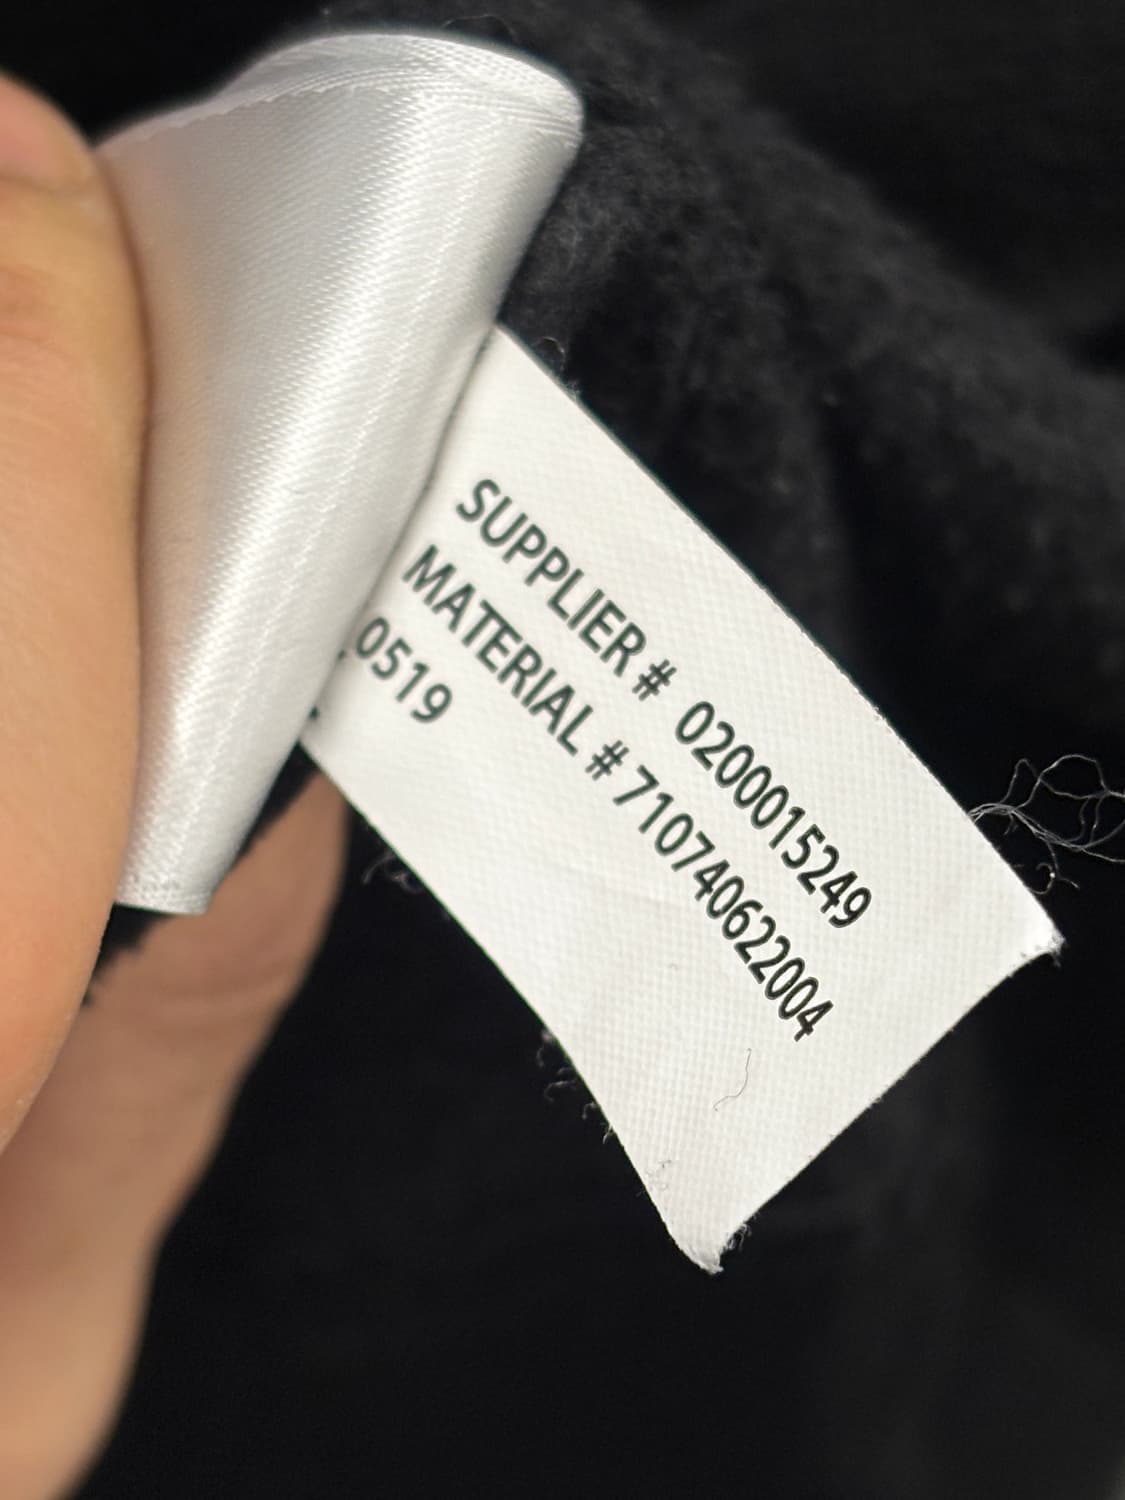 SUPPLIER # 0200015249
MATERIAL # 710740622004
0519